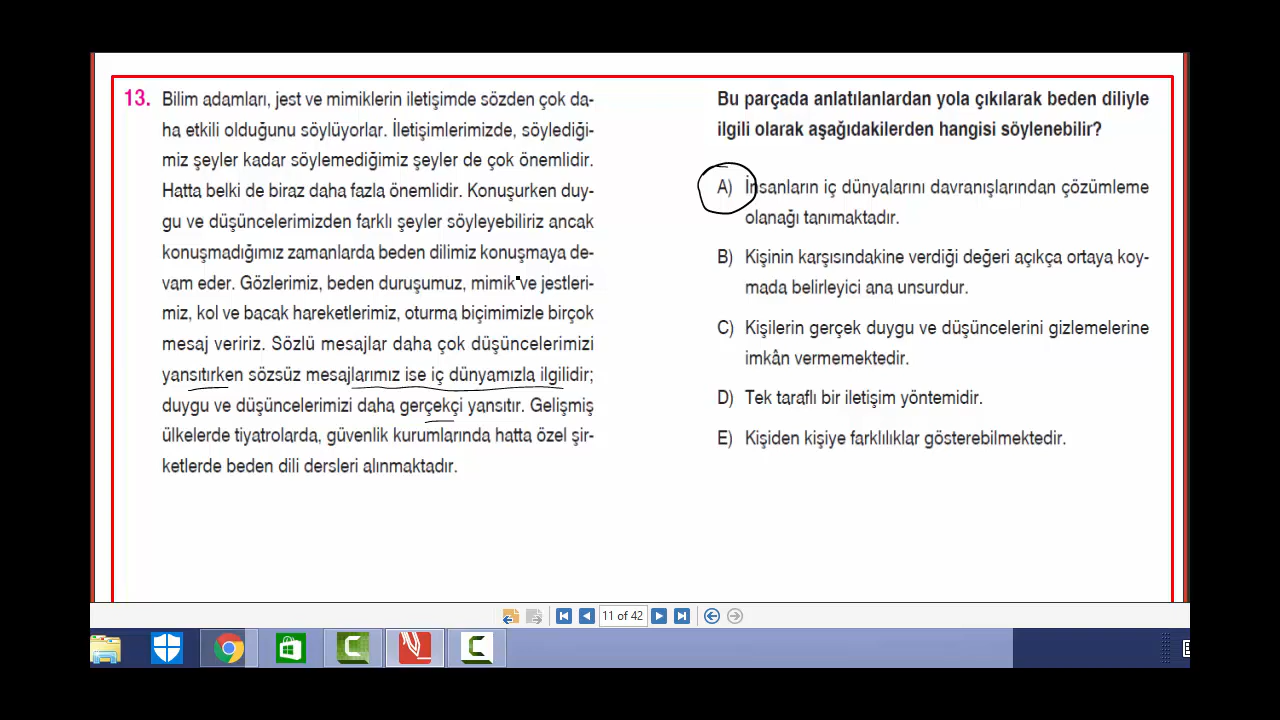 13. Bilim adamları, jest ve mimiklerin iletişimde sözden çok da-
ha etkili olduğunu söylüyorlar. İletişimlerimizde, söylediği-
miz şeyler kadar söylemediğimiz şeyler de çok önemlidir.
Hatta belki de biraz daha fazla önemlidir. Konuşurken duy-
gu ve düşüncelerimizden farklı şeyler söyleyebiliriz ancak
konuşmadığımız zamanlarda beden dilimiz konuşmaya de-
vam eder. Gözlerimiz, beden duruşumuz, mimik ve jestleri-
miz, kol ve bacak hareketlerimiz, oturma biçimimizle birçok
mesaj veririz. Sözlü mesajlar daha çok düşüncelerimizi
yansıtırken sözsüz mesajlarımız ise iç dünyamızla ilgilidir;
duygu ve düşüncelerimizi daha gerçekçi yansıtır. Gelişmiş
ülkelerde tiyatrolarda, güvenlik kurumlarında hatta özel şir-
ketlerde beden dili dersleri alınmaktadır.
Bu parçada anlatılanlardan yola çıkılarak beden diliyle
ilgili olarak aşağıdakilerden hangisi söylenebilir?
A) İnsanların iç dünyalarını davranışlarından çözümleme
olanağı tanımaktadır.
B) Kişinin karşısındakine verdiği değeri açıkça ortaya koy-
mada belirleyici ana unsurdur.
C) Kişilerin gerçek duygu ve düşüncelerini gizlemelerine
imkân vermemektedir.
D) Tek taraflı bir iletişim yöntemidir.
E) Kişiden kişiye farklılıklar gösterebilmektedir.
11 of 42